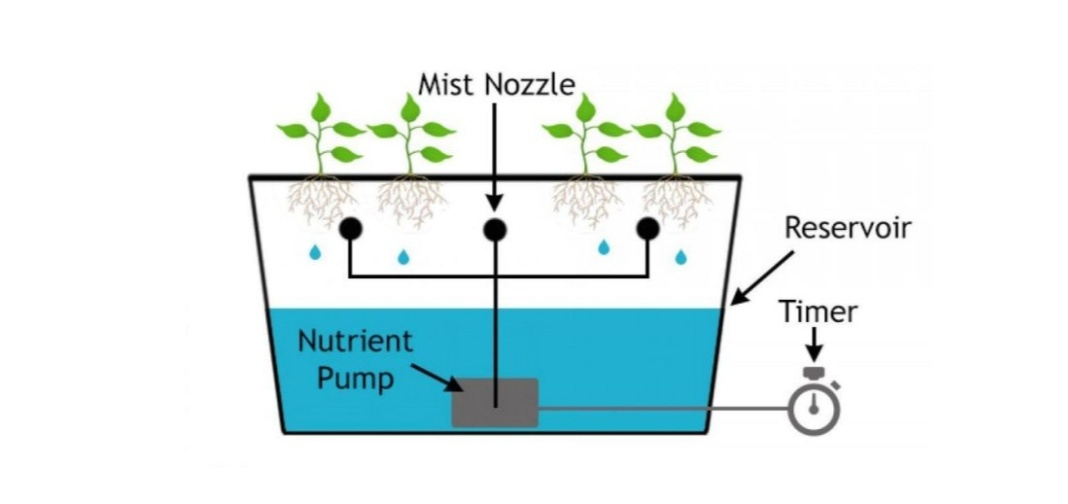 Mist Nozzle
Reservoir
Timer
Nutrient
Pump